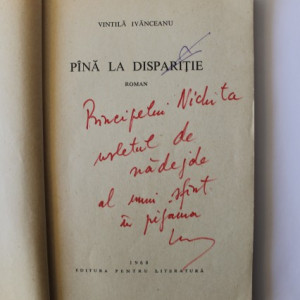 VINTILĂ IVĂNCEANU
PÎNĂ LA DISPARIȚIE
ROMAN
Principelui Nichita
urletul de
nădejde
al unui sfînt
în pijama
1968
EDITURA PENTRU LITERATURĂ